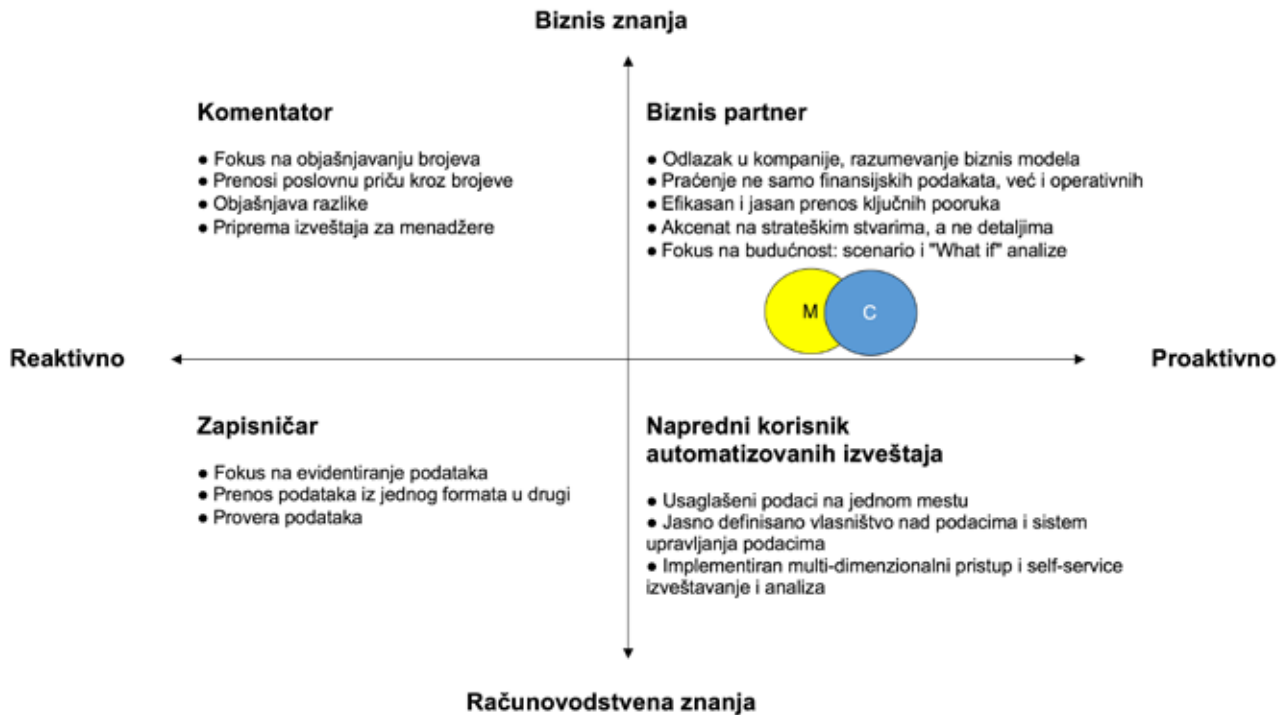 Biznis znanja
Komentator
● Fokus na objašnjavanju brojeva
● Prenosi poslovnu priču kroz brojeve
● Objašnjava razlike
● Priprema izveštaja za menadžere
Biznis partner
● Odlazak u kompanije, razumevanje biznis modela
● Praćenje ne samo finansijskih podataka, već i operativnih
● Efikasan i jasan prenos ključnih pooruka
● Akcenat na strateškim stvarima, a ne detaljima
● Fokus na budućnost: scenario i "What if" analize
M
C
Reaktivno
Proaktivno
Zapisničar
● Fokus na evidentiranje podataka
● Prenos podataka iz jednog formata u drugi
● Provera podataka
Napredni korisnik
automatizovanih izveštaja
● Usaglašeni podaci na jednom mestu
● Jasno definisano vlasništvo nad podacima i sistem
upravljanja podacima
● Implementiran multi-dimenzionalni pristup i self-service
izveštavanje i analiza
Računovodstvena znanja